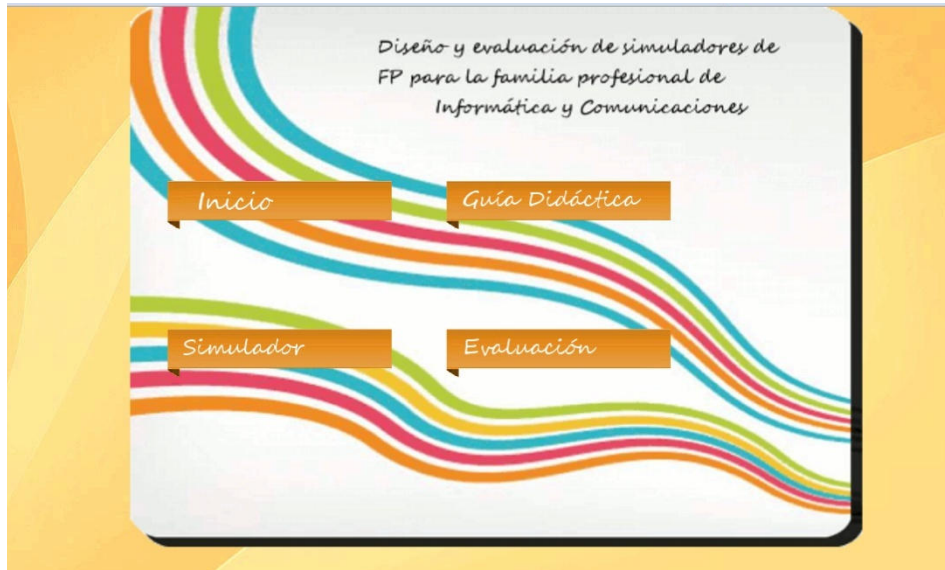 Diseño y evaluación de simuladores de
FP para la familia profesional de
Informática y Comunicaciones
Inicio
Guía Didáctica
Simulador
Evaluación